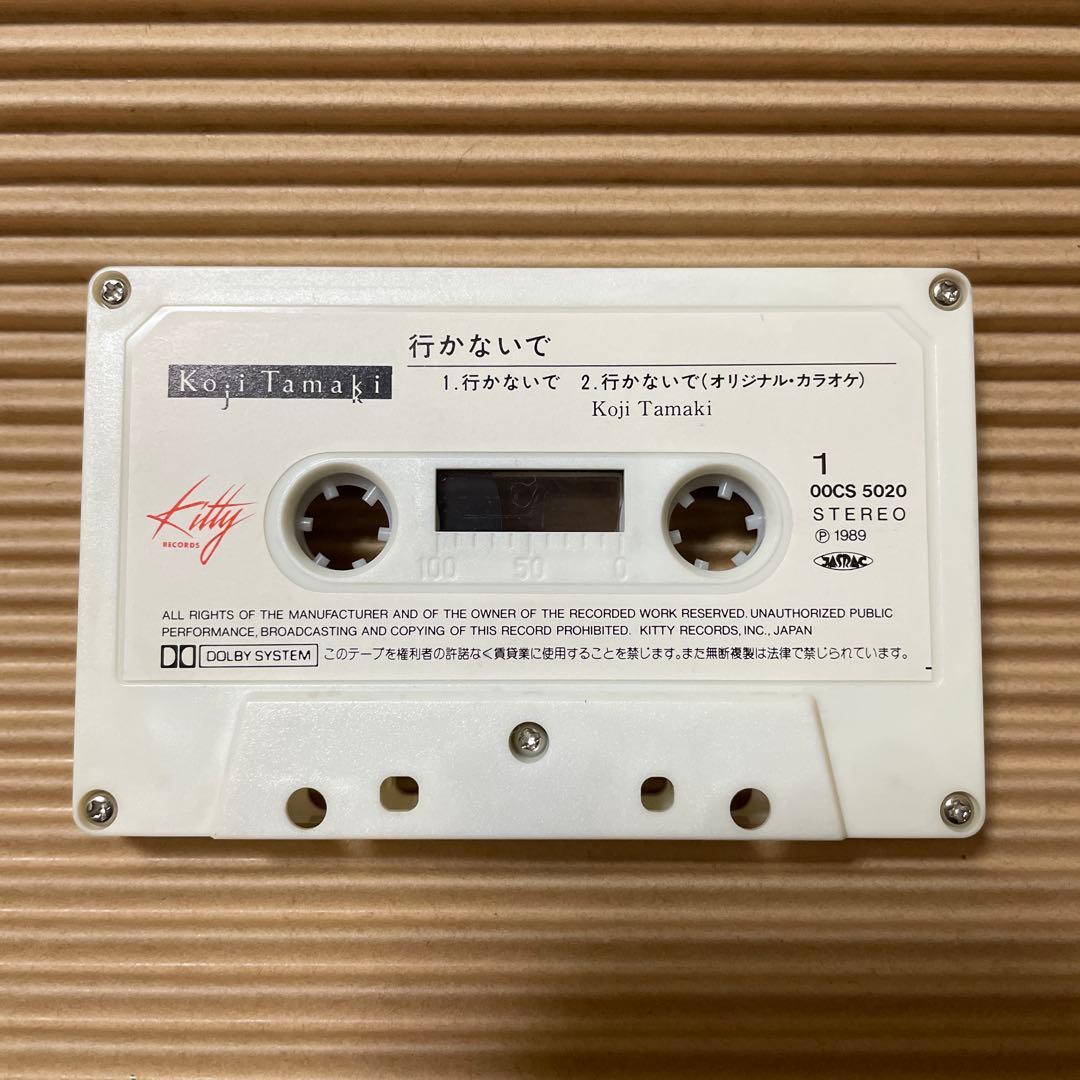 行かないで
Koji Tamaki
1.行かないで 2.行かないで(オリジナル・カラオケ)
Koji Tamaki
Kitty
RECORDS
1
00CS 5020
STEREO
Ⓟ 1989
JASRAC
100 50 0
ALL RIGHTS OF THE MANUFACTURER AND OF THE OWNER OF THE RECORDED WORK RESERVED. UNAUTHORIZED PUBLIC
PERFORMANCE, BROADCASTING AND COPYING OF THIS RECORD PROHIBITED. KITTY RECORDS, INC., JAPAN
DOLBY SYSTEM このテープを権利者の許諾なく賃貸業に使用することを禁じます。また無断複製は法律で禁じられています。